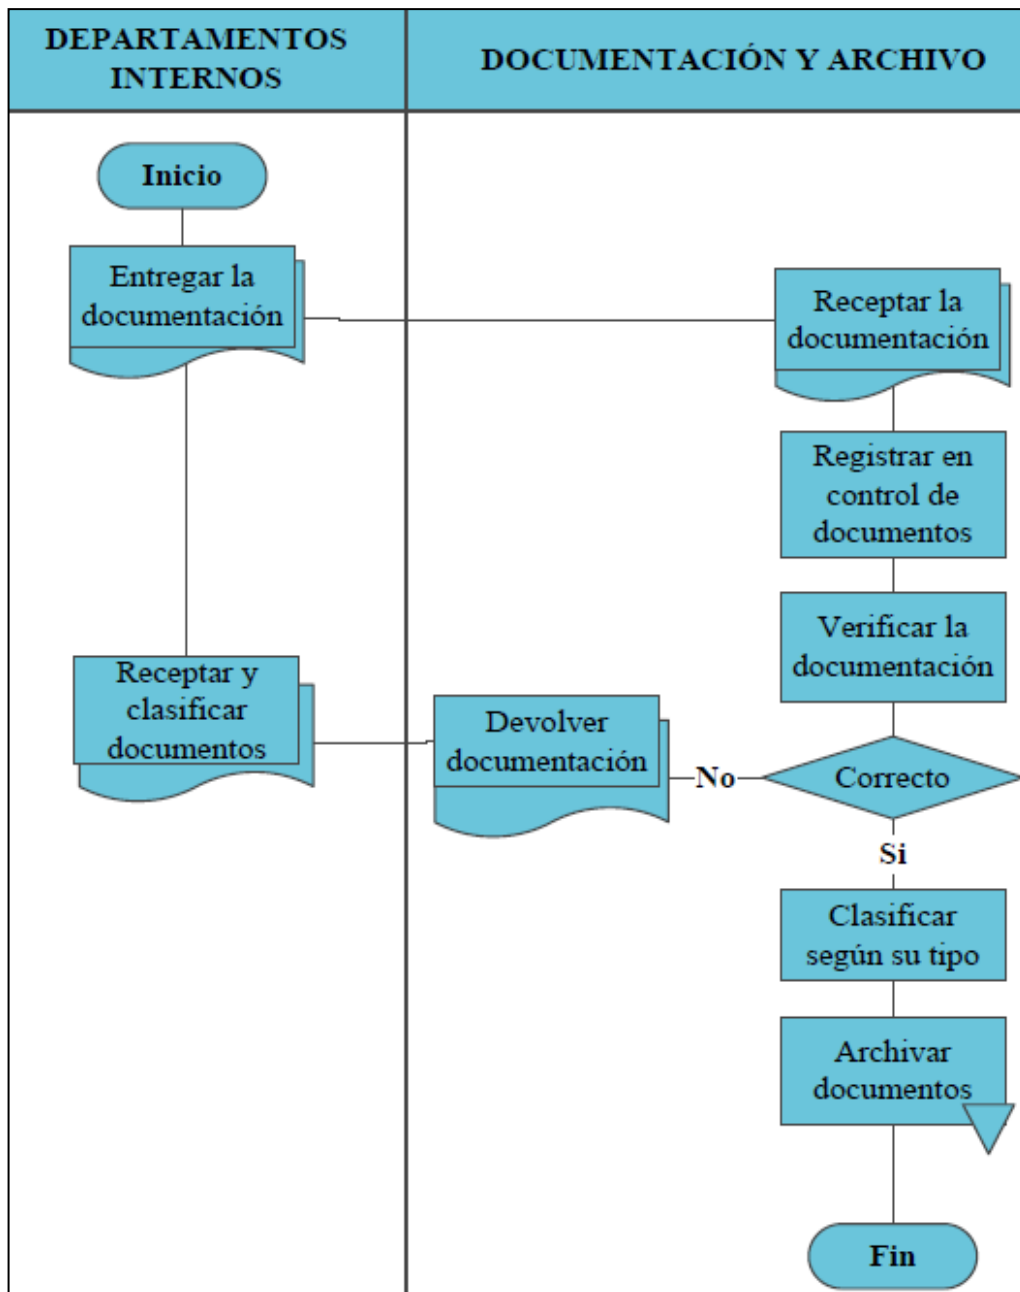 DEPARTAMENTOS
INTERNOS
DOCUMENTACIÓN Y ARCHIVO
Inicio
Entregar la
documentación
Receptar la
documentación
Registrar en
control de
documentos
Verificar la
documentación
Receptar y
clasificar
documentos
Devolver
documentación
No
Correcto
Si
Clasificar
según su tipo
Archivar
documentos
Fin